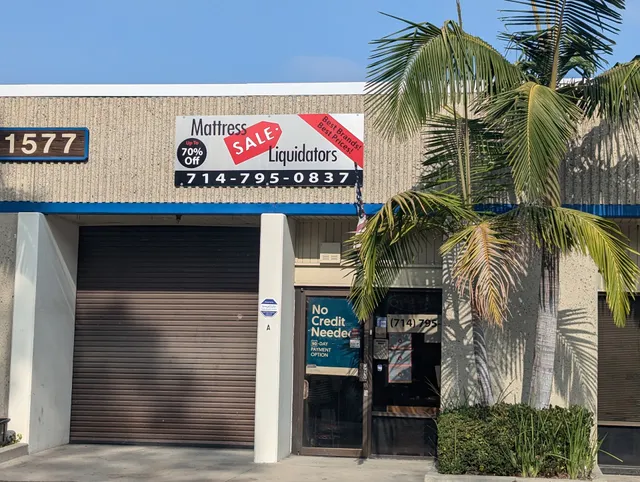 1577
Mattress
SALE
Liquidators
Up To
70%
Off
Best Brands!
Best Prices!
714-795-0837
No
Credit
Needed
90-DAY
PAYMENT
OPTION
(714) 795
A